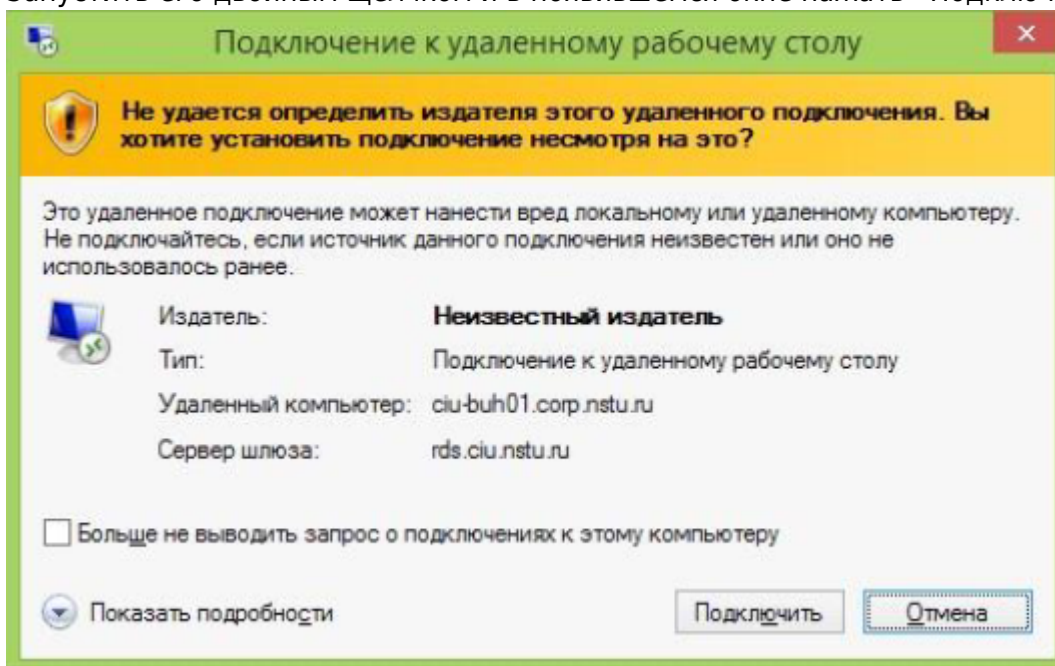 Подключение к удаленному рабочему столу
Не удается определить издателя этого удаленного подключения. Вы
хотите установить подключение несмотря на это?
Это удаленное подключение может нанести вред локальному или удаленному компьютеру.
Не подключайтесь, если источник данного подключения неизвестен или оно не
использовалось ранее.
Издатель: Неизвестный издатель
Тип: Подключение к удаленному рабочему столу
Удаленный компьютер: ciu-buh01.corp.nstu.ru
Сервер шлюза: rds.ciu.nstu.ru
Больше не выводить запрос о подключениях к этому компьютеру
Показать подробности Подключить Отмена